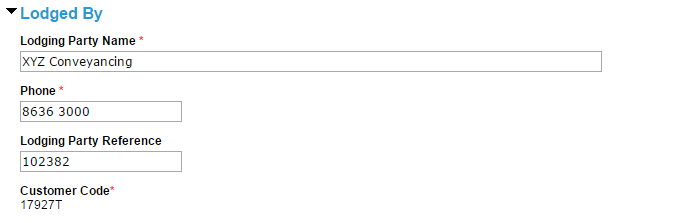 Lodged By
Lodging Party Name *
XYZ Conveyancing
Phone *
8636 3000
Lodging Party Reference
102382
Customer Code*
17927T